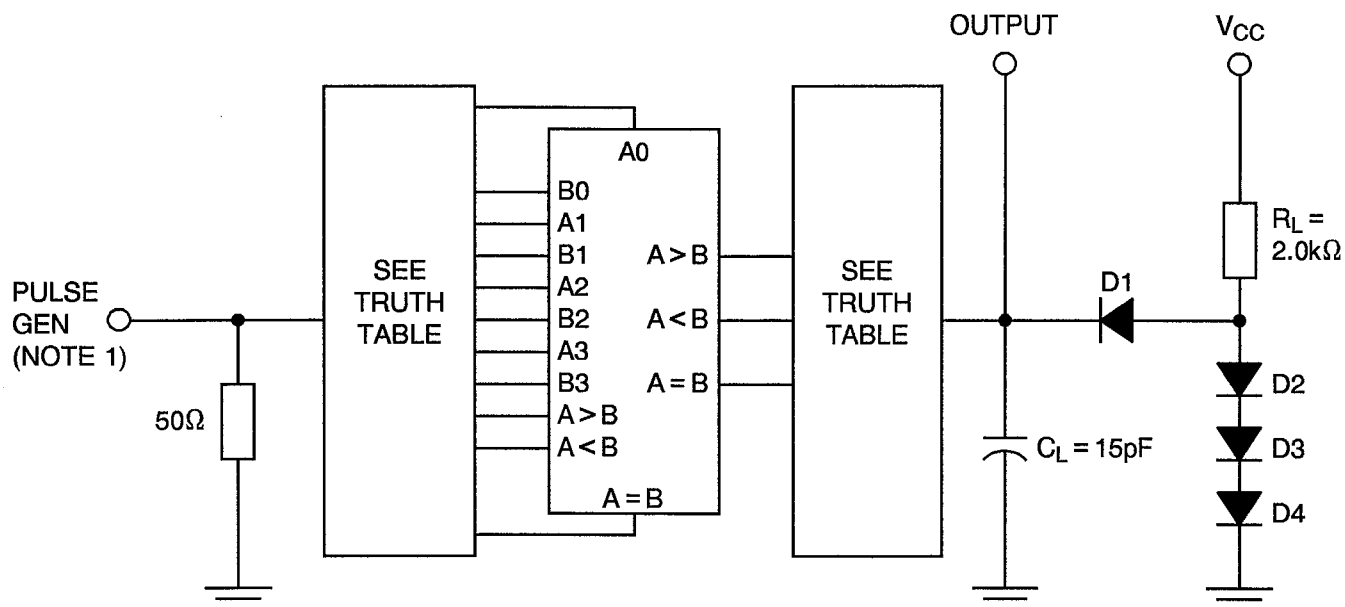 OUTPUT
VCC
PULSE
GEN
(NOTE 1)
50Ω
SEE
TRUTH
TABLE
A0
B0
A1
B1
A2
B2
A3
B3
A > B
A < B
A = B
A > B
A < B
A = B
SEE
TRUTH
TABLE
D1
RL =
2.0kΩ
CL = 15pF
D2
D3
D4